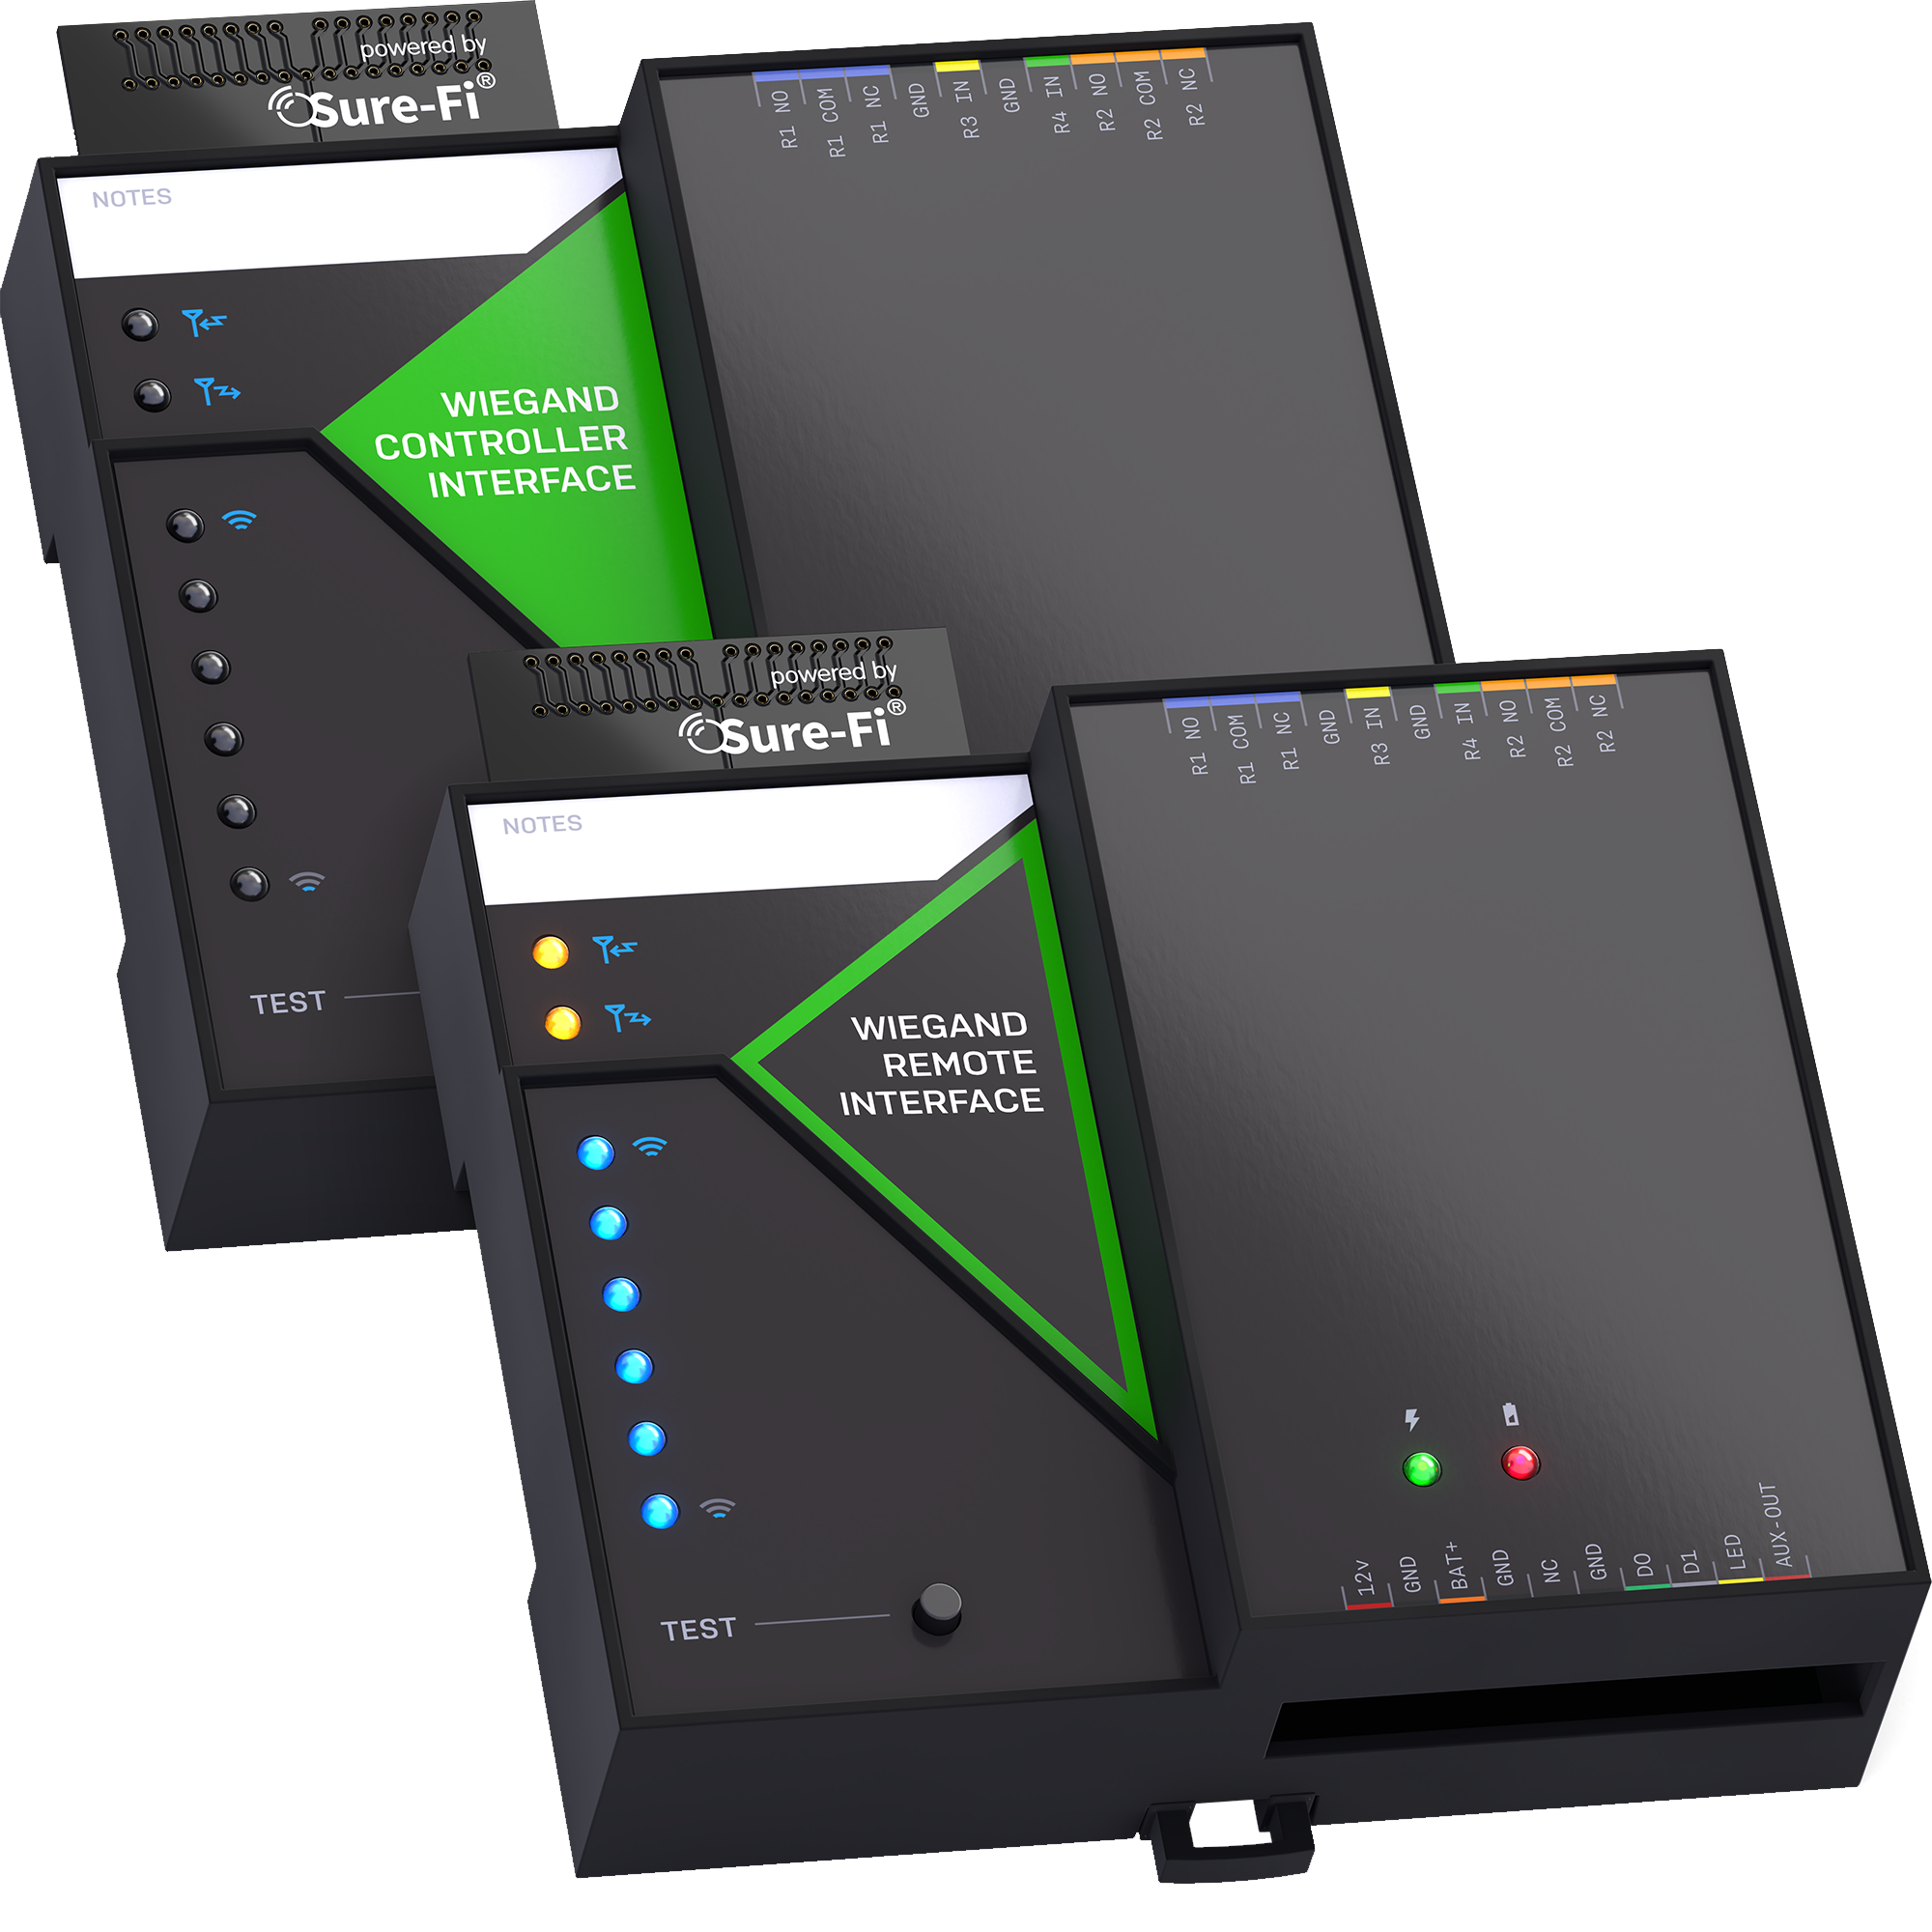 powered by
Sure-Fi®
NOTES
WIEGAND
CONTROLLER
INTERFACE
TEST
R1 NO
R1 COM
R1 NC
GND
R3 IN
GND
R4 IN
R2 NO
R2 COM
R2 NC
powered by
Sure-Fi®
NOTES
WIEGAND
REMOTE
INTERFACE
TEST
R1 NO
R1 COM
R1 NC
GND
R3 IN
GND
R4 IN
R2 NO
R2 COM
R2 NC
12v
GND
BAT+
GND
NC
GND
D0
D1
LED
AUX-OUT